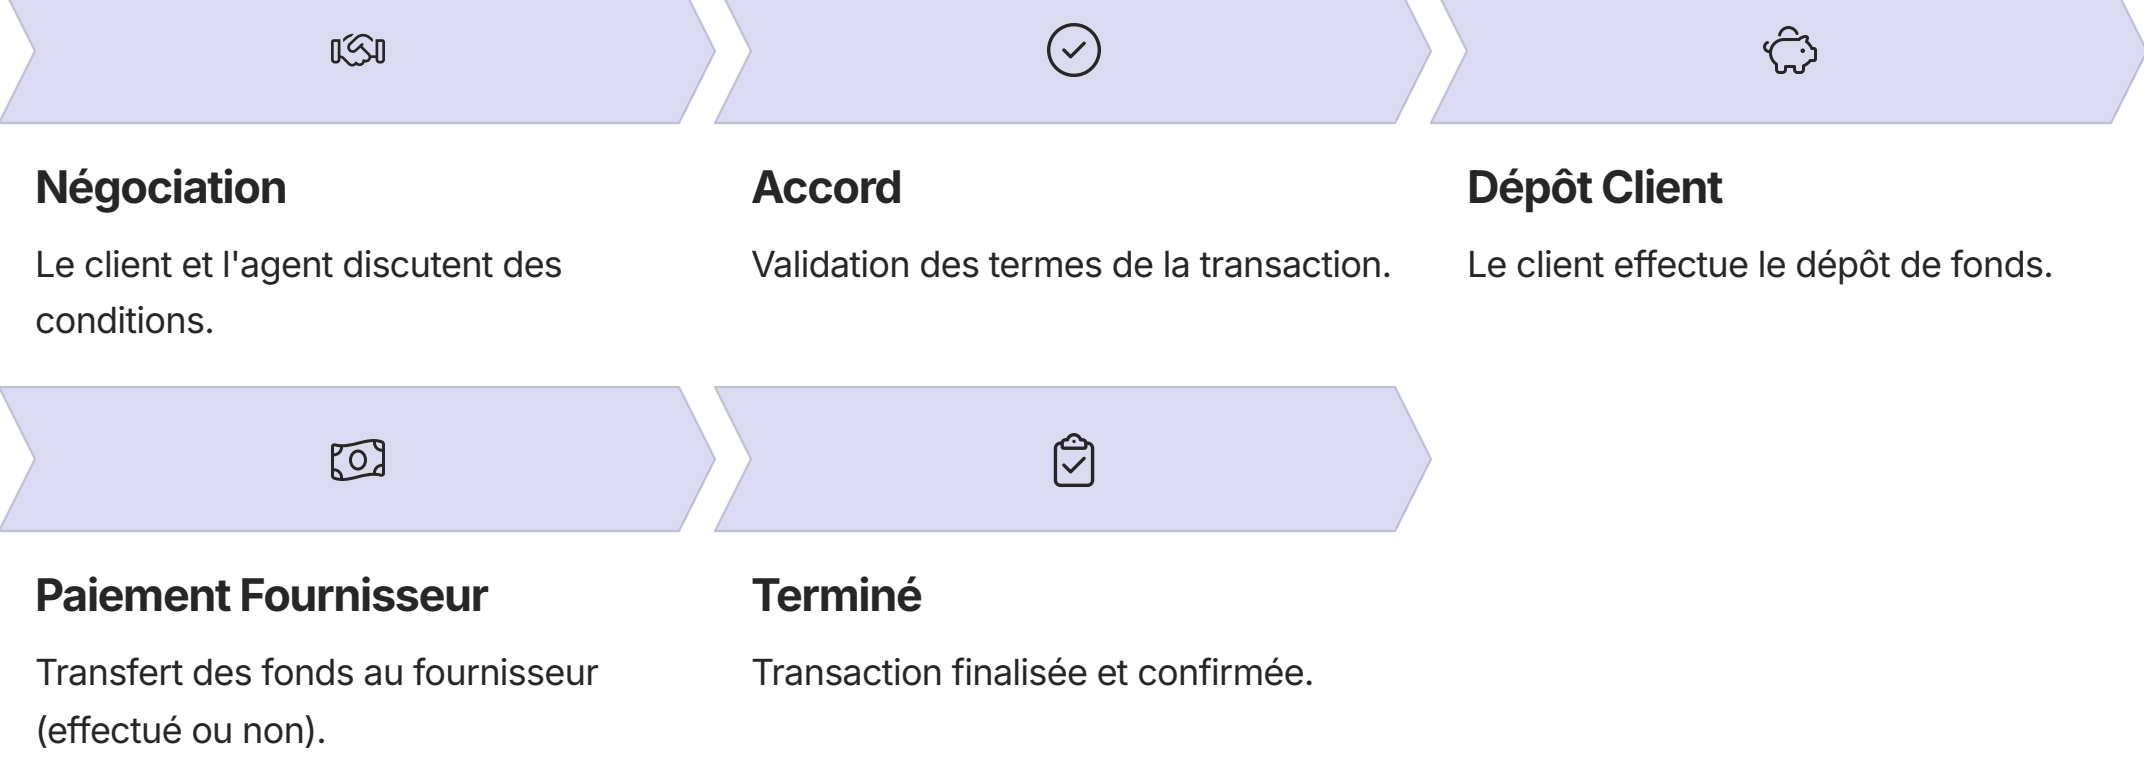 Négociation
Le client et l'agent discutent des
conditions.
Accord
Validation des termes de la transaction.
Dépôt Client
Le client effectue le dépôt de fonds.
Paiement Fournisseur
Transfert des fonds au fournisseur
(effectué ou non).
Terminé
Transaction finalisée et confirmée.